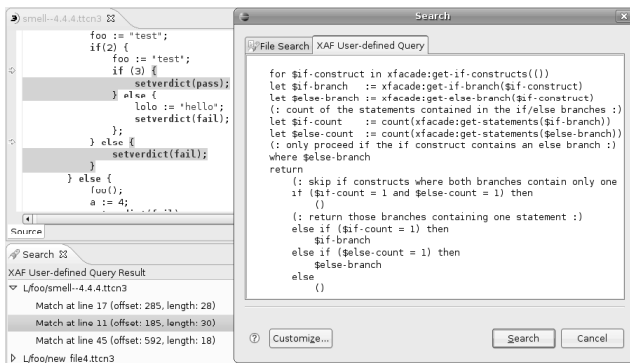 smell--4.4.4.ttcn3
foo := "test";
if(2) {
foo := "test";
if (3) {
setverdict(pass);
} else {
lolo := "hello";
setverdict(fail);
};
} else {
setverdict(fail);
}
} else {
foo();
a := 4;
Source
Search
XAF User-defined Query Result
L/foo/smell--4.4.4.ttcn3
Match at line 17 (offset: 285, length: 28)
Match at line 11 (offset: 185, length: 30)
Match at line 45 (offset: 592, length: 18)
L/foo/new_file4.ttcn3
Search
File Search XAF User-defined Query
for $if-construct in xfacade:get-if-constructs(())
let $if-branch := xfacade:get-if-branch($if-construct)
let $else-branch := xfacade:get-else-branch($if-construct)
(: count of the statements contained in the if/else branches :)
let $if-count := count(xfacade:get-statements($if-branch))
let $else-count := count(xfacade:get-statements($else-branch))
(: only proceed if the if construct contains an else branch :)
where $else-branch
return
(: skip if constructs where both branches contain only one
if ($if-count = 1 and $else-count = 1) then
()
(: return those branches containing one statement :)
else if ($if-count = 1) then
$if-branch
else if ($else-count = 1) then
$else-branch
else
()
Customize...
Search
Cancel